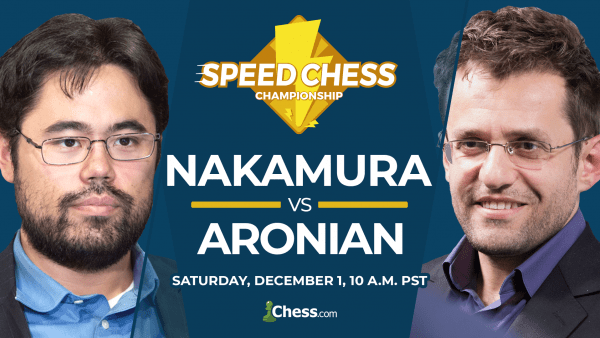 SPEED CHESS
CHAMPIONSHIP
NAKAMURA
VS
ARONIAN
SATURDAY, DECEMBER 1, 10 A.M. PST
Chess.com